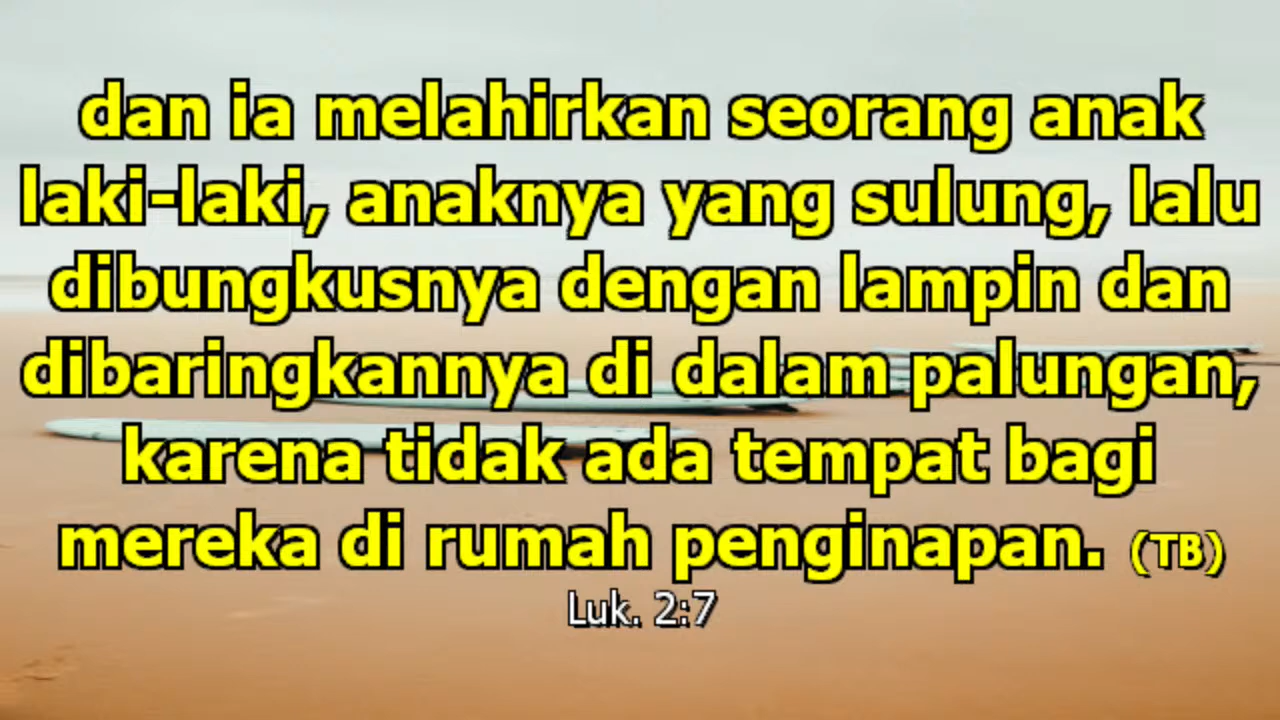 dan ia melahirkan seorang anak
laki-laki, anaknya yang sulung, lalu
dibungkusnya dengan lampin dan
dibaringkannya di dalam palungan,
karena tidak ada tempat bagi
mereka di rumah penginapan. (TB)
Luk. 2:7